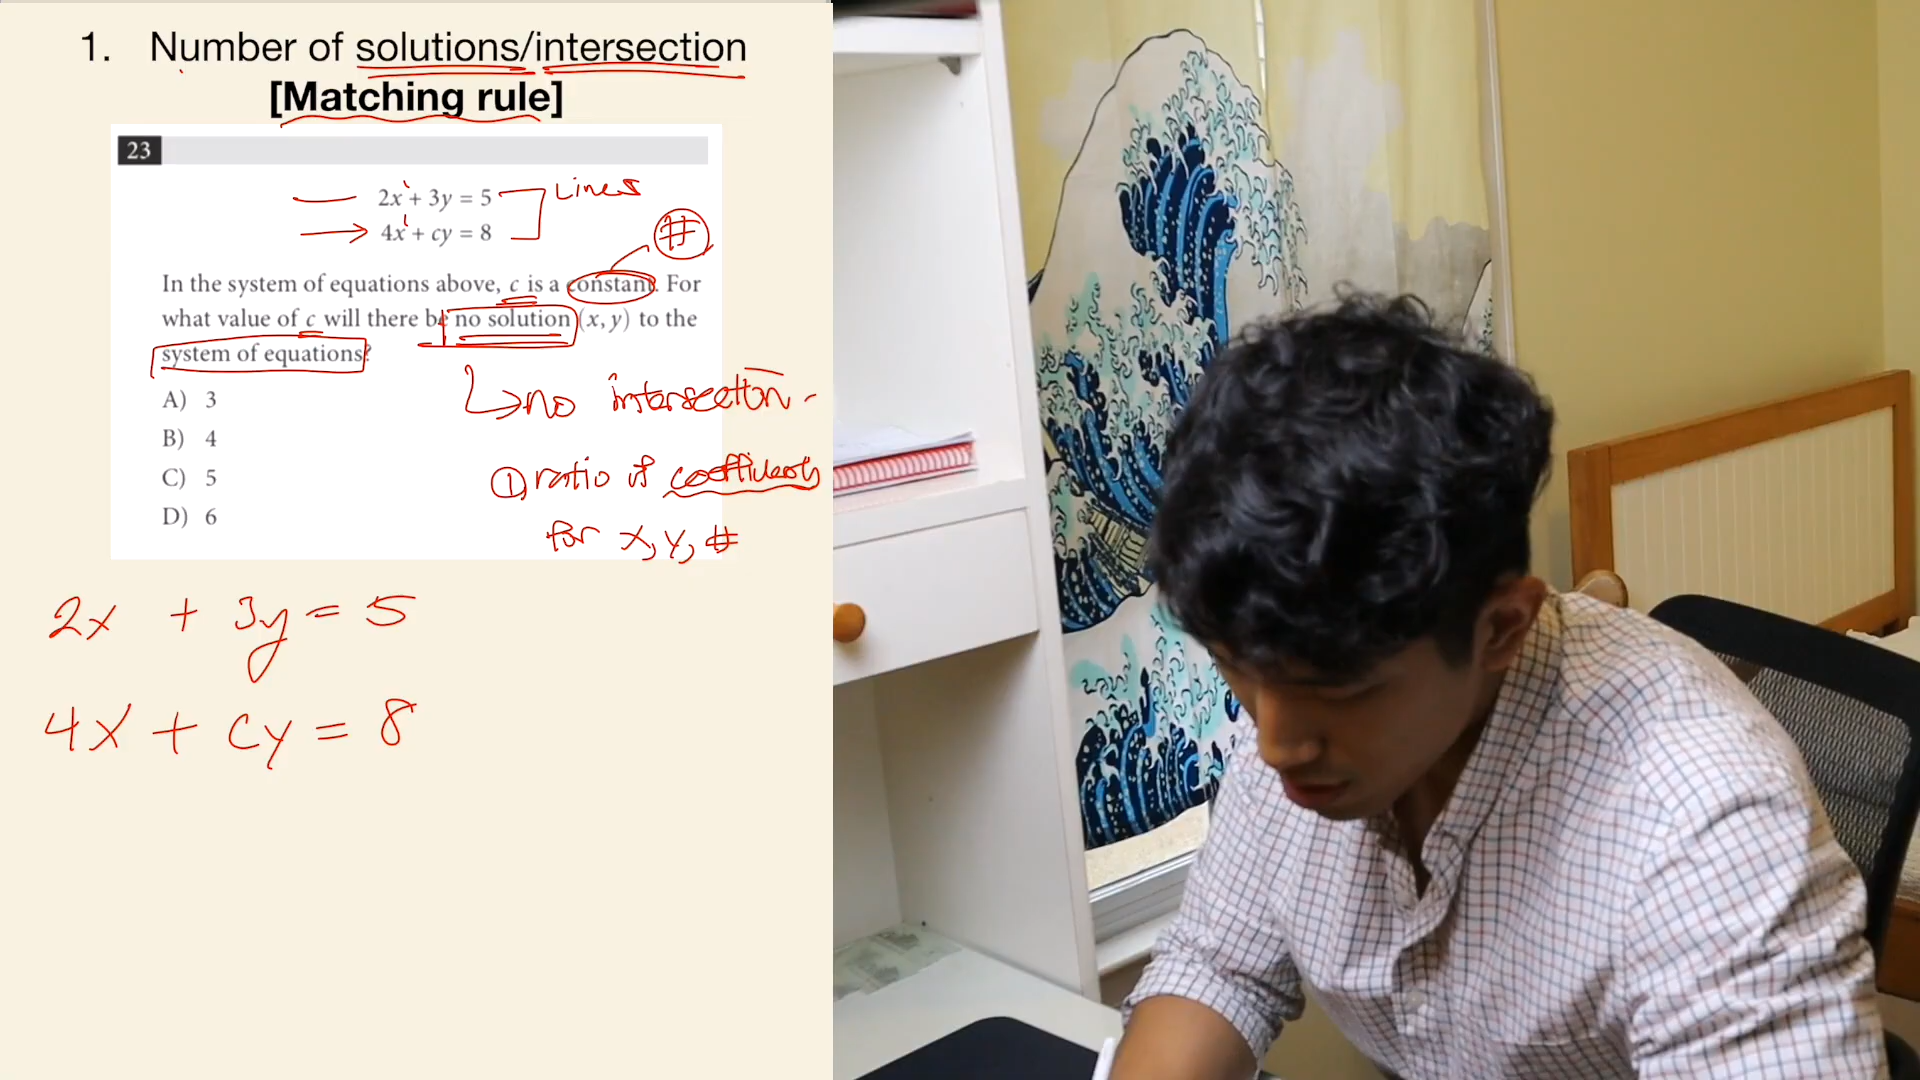 1. Number of solutions/intersection
[Matching rule]
23
2x + 3y = 5
Lines
4x + cy = 8
#
In the system of equations above, c is a constant. For
what value of c will there be no solution (x, y) to the
system of equations?
no intersection.
A) 3
B) 4
C) 5
D) 6
① ratio of coefficients
for x, y, #
2x + 3y = 5
4x + cy = 8